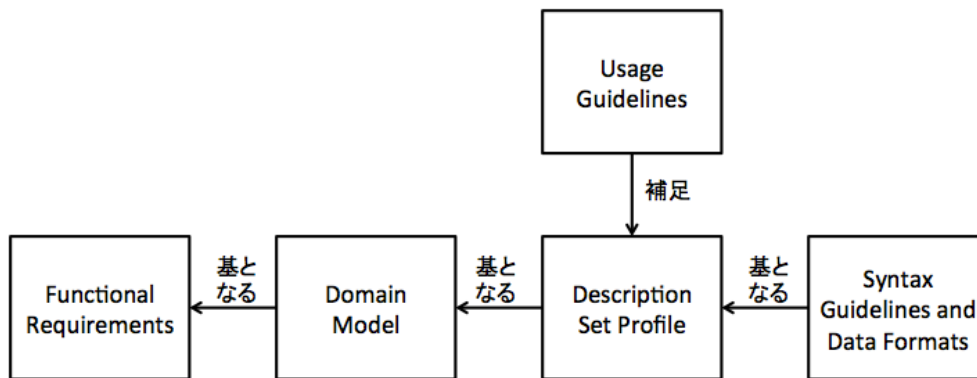 Usage
Guidelines
補足
Functional
Requirements
基と
なる
Domain
Model
基と
なる
Description
Set Profile
基と
なる
Syntax
Guidelines and
Data Formats